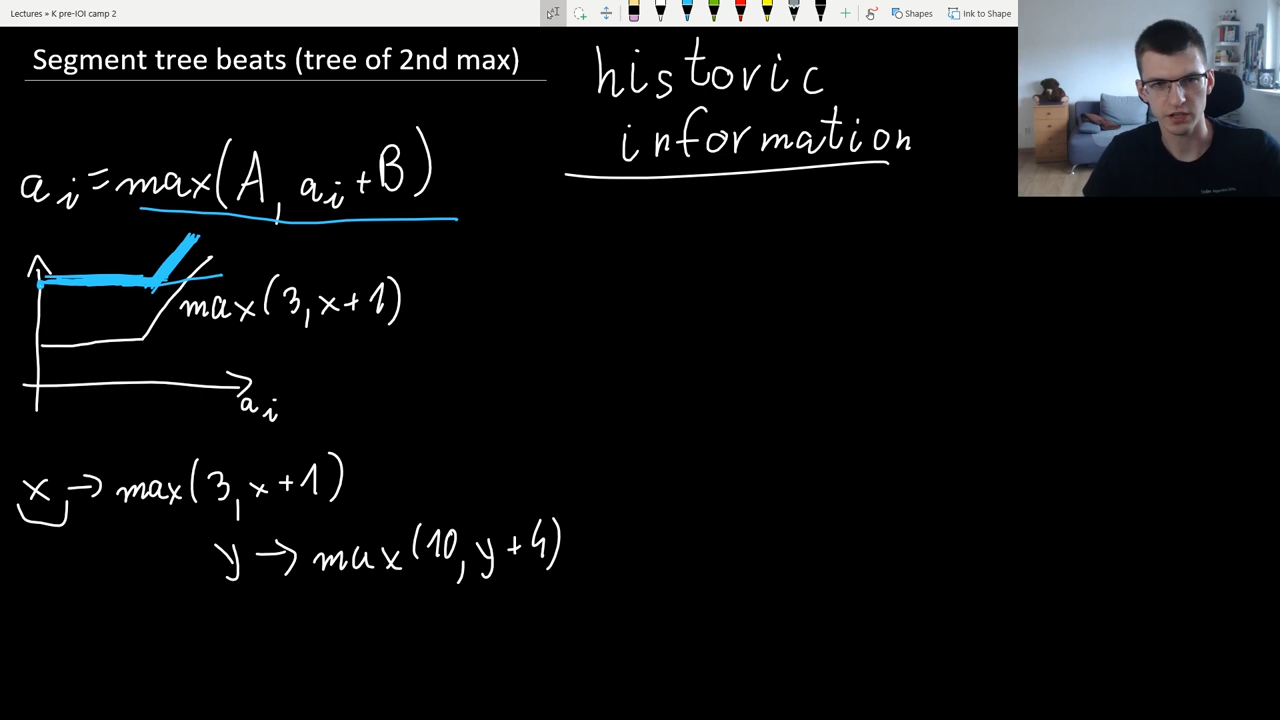 Lectures » K pre-IOI camp 2
Shapes
Ink to Shape
Segment tree beats (tree of 2nd max)
historic
information
a_i = max(A, a_i + B)
max(3, x+1)
a_i
x → max(3, x+1)
y → max(10, y+4)